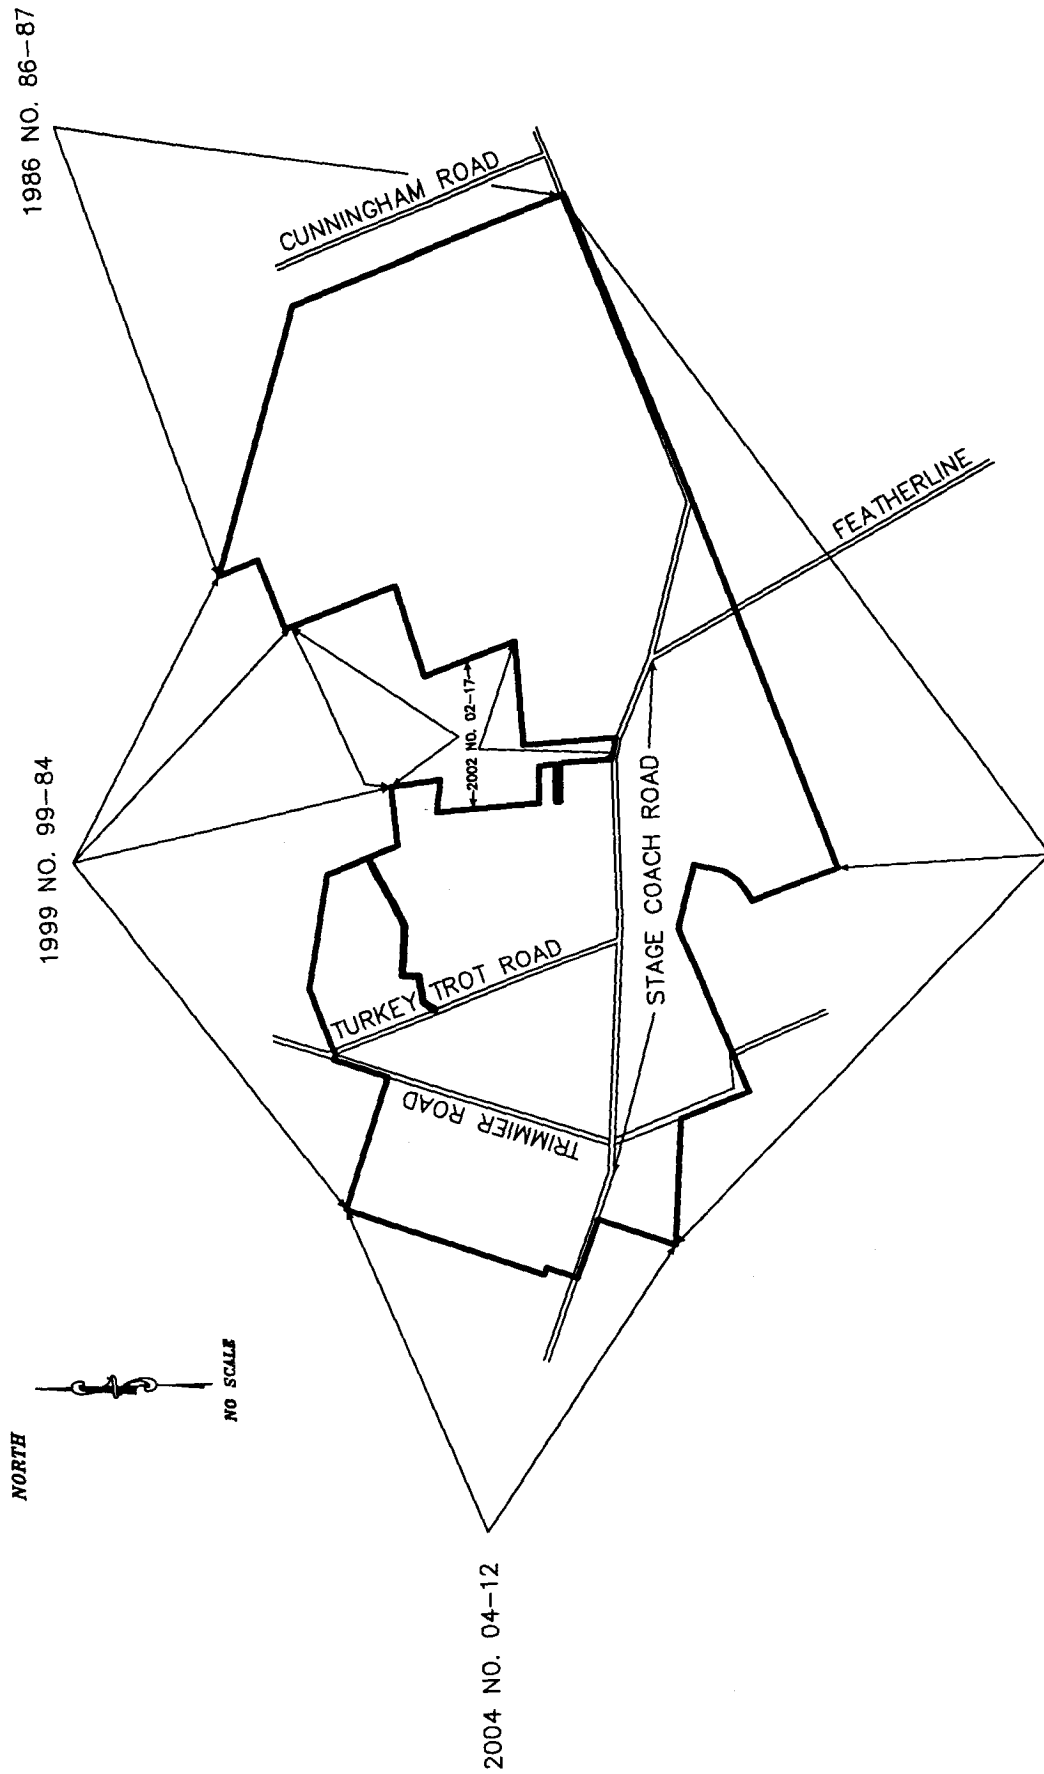 NORTH
NO SCALE
1999 NO. 99-84
1986 NO. 86-87
CUNNINGHAM ROAD
2002 NO. 02-17
TURKEY TROT ROAD
TRIMMIER ROAD
STAGE COACH ROAD
FEATHERLINE
2004 NO. 04-12